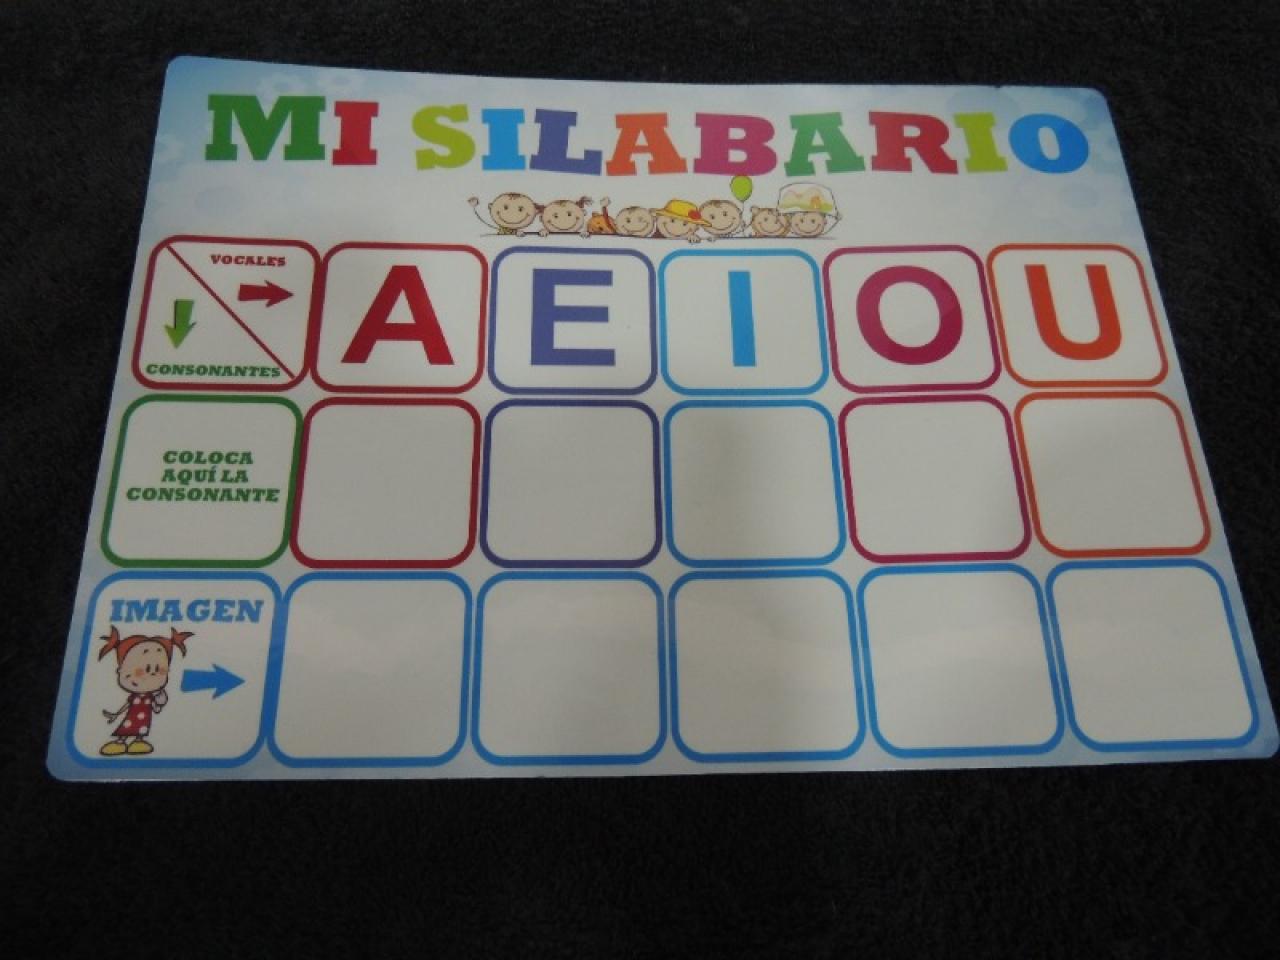 MI SILABARIO
VOCALES
CONSONANTES
A E I O U
COLOCA
AQUÍ LA
CONSONANTE
IMAGEN